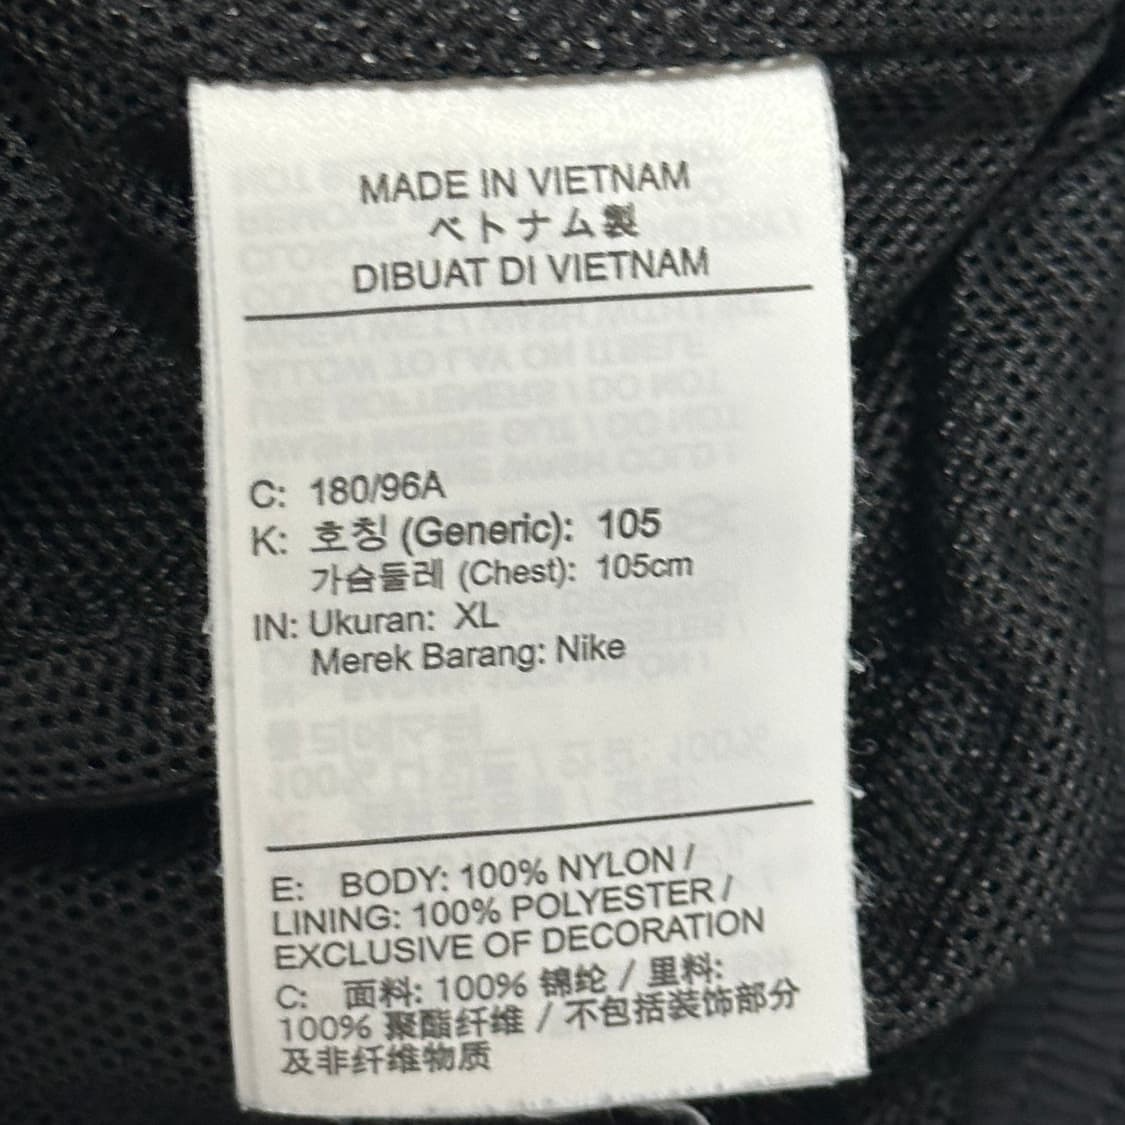 MADE IN VIETNAM
ベトナム製
DIBUAT DI VIETNAM
C: 180/96A
K: 호칭 (Generic): 105
가슴둘레 (Chest): 105cm
IN: Ukuran: XL
Merek Barang: Nike
E: BODY: 100% NYLON /
LINING: 100% POLYESTER /
EXCLUSIVE OF DECORATION
C: 面料: 100% 锦纶 / 里料:
100% 聚酯纤维 / 不包括装饰部分
及非纤维物质